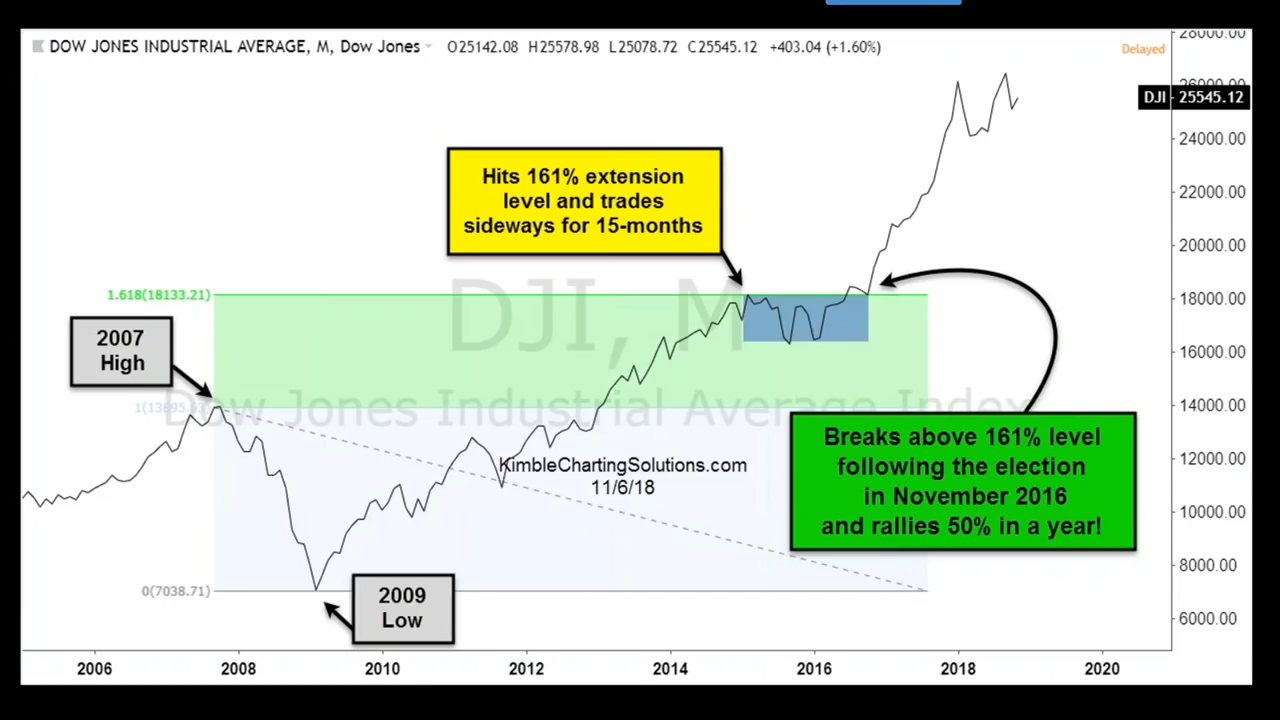 DOW JONES INDUSTRIAL AVERAGE, M, Dow Jones O25142.08 H25578.98 L25078.72 C25545.12 +403.04 (+1.60%)
Delayed
28000.00
26000.00
DJI 25545.12
24000.00
22000.00
20000.00
18000.00
16000.00
14000.00
12000.00
10000.00
8000.00
6000.00
Hits 161% extension
level and trades
sideways for 15-months
1.618(18133.21)
DJI, M
2007
High
Dow Jones Industrial Average Index
KimbleChartingSolutions.com
11/6/18
Breaks above 161% level
following the election
in November 2016
and rallies 50% in a year!
0(7038.71)
2009
Low
2006 2008 2010 2012 2014 2016 2018 2020